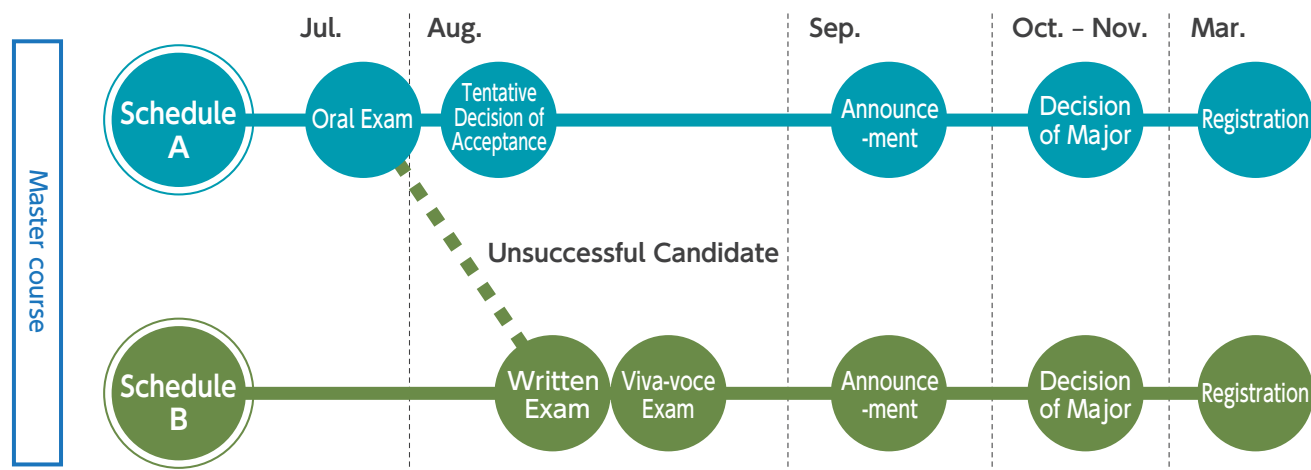 Jul.
Aug.
Sep.
Oct. – Nov.
Mar.
Master course
Schedule
A
Oral Exam
Tentative
Decision of
Acceptance
Announce
-ment
Decision
of Major
Registration
Unsuccessful Candidate
Schedule
B
Written
Exam
Viva-voce
Exam
Announce
-ment
Decision
of Major
Registration